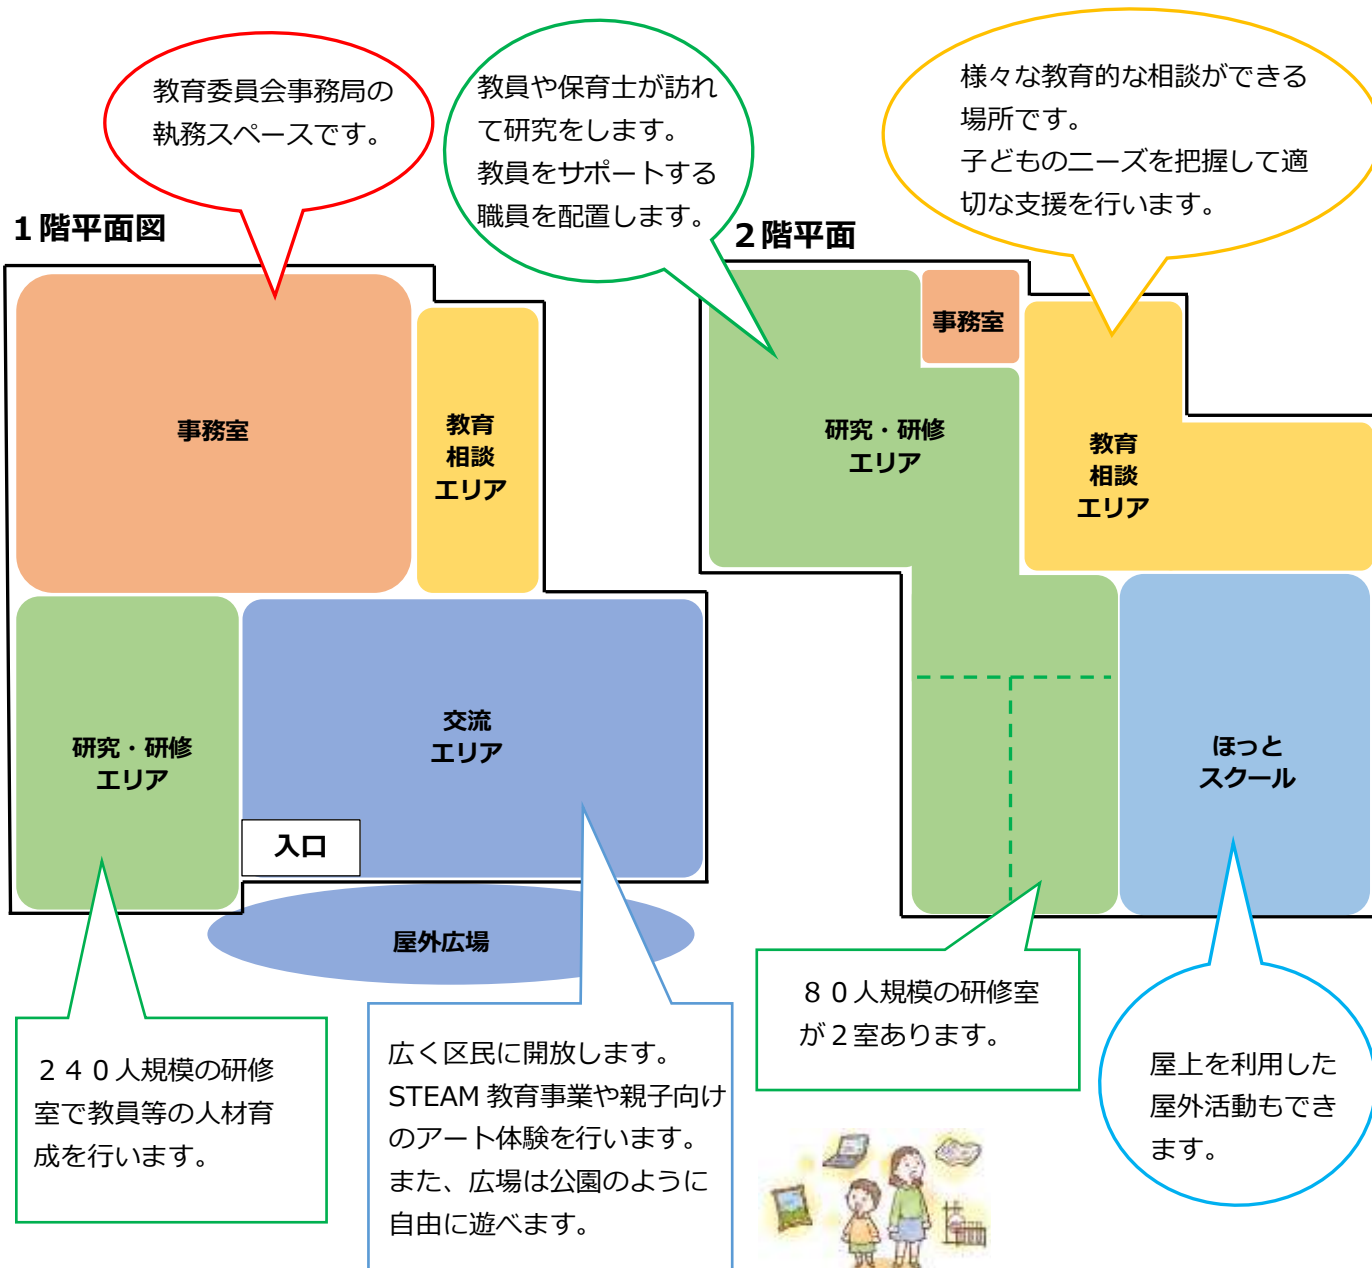 教育委員会事務局の
執務スペースです。
教員や保育士が訪れ
て研究をします。
教員をサポートする
職員を配置します。
様々な教育的な相談ができる
場所です。
子どものニーズを把握して適
切な支援を行います。
１階平面図
２階平面
事務室
教育
相談
エリア
研究・研修
エリア
交流
エリア
入口
屋外広場
事務室
研究・研修
エリア
教育
相談
エリア
ほっと
スクール
２４０人規模の研修
室で教員等の人材育
成を行います。
広く区民に開放します。
STEAM 教育事業や親子向け
のアート体験を行います。
また、広場は公園のように
自由に遊べます。
８０人規模の研修室
が２室あります。
屋上を利用した
屋外活動もでき
ます。